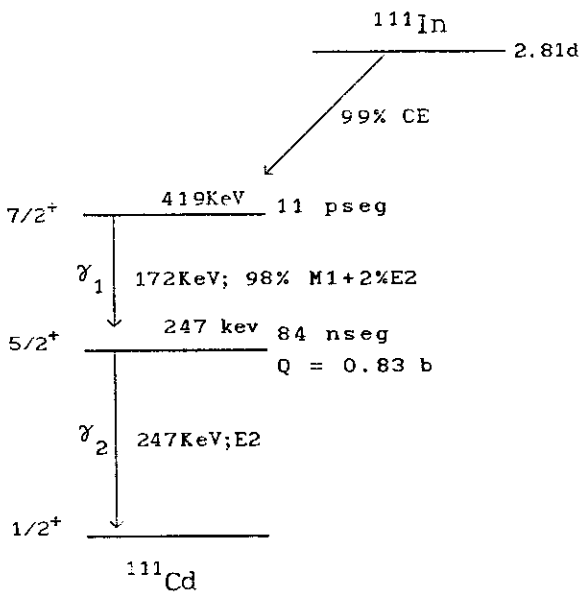 ¹¹¹In
2.81d
99% CE
419KeV
7/2⁺
11 pseg
γ₁
172KeV; 98% M1+2%E2
247 kev
84 nseg
5/2⁺
Q = 0.83 b
γ₂
247KeV;E2
1/2⁺
¹¹¹Cd